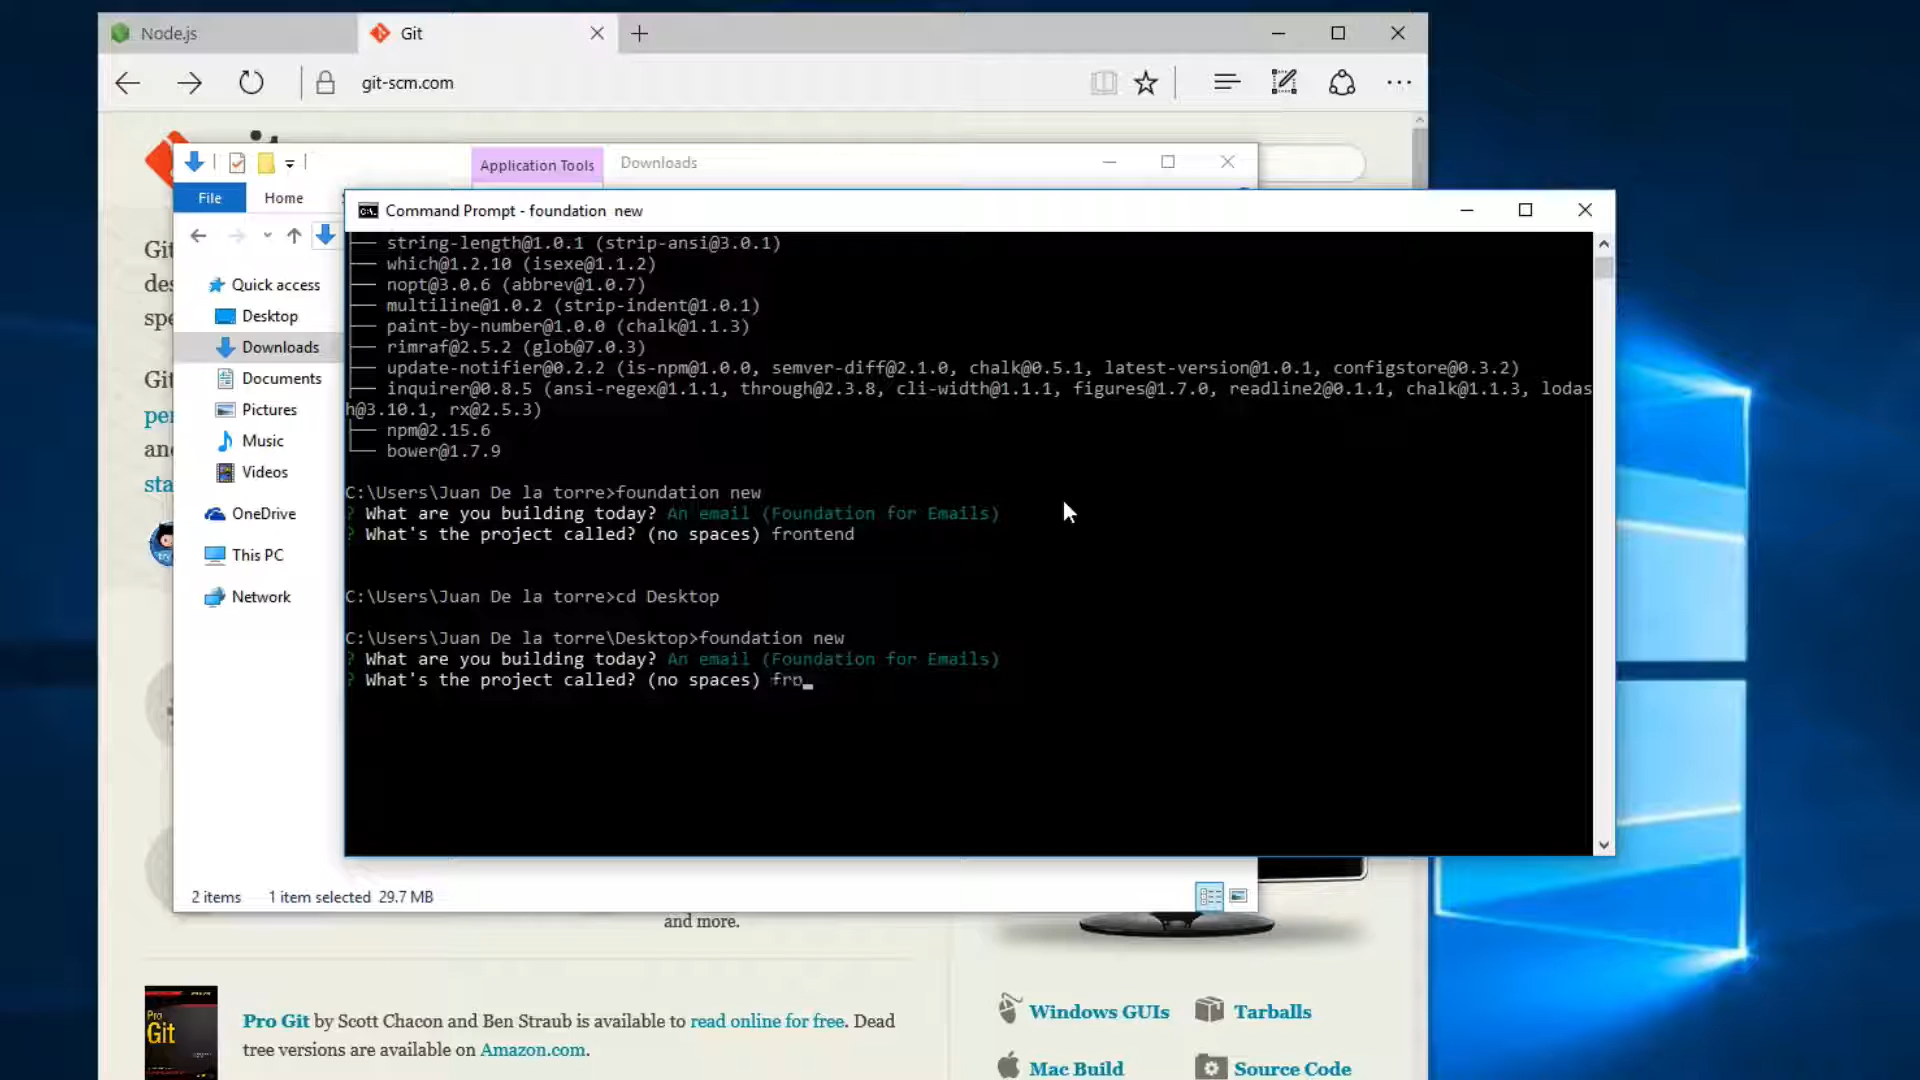 Node.js
Git
git-scm.com
Application Tools
Downloads
File
Home
Command Prompt - foundation new
Quick access
Desktop
Downloads
Documents
Pictures
Music
Videos
OneDrive
This PC
Network
string-length@1.0.1 (strip-ansi@3.0.1)
which@1.2.10 (isexe@1.1.2)
nopt@3.0.6 (abbrev@1.0.7)
multiline@1.0.2 (strip-indent@1.0.1)
paint-by-number@1.0.0 (chalk@1.1.3)
rimraf@2.5.2 (glob@7.0.3)
update-notifier@0.2.2 (is-npm@1.0.0, semver-diff@2.1.0, chalk@0.5.1, latest-version@1.0.1, configstore@0.3.2)
inquirer@0.8.5 (ansi-regex@1.1.1, through@2.3.8, cli-width@1.1.1, figures@1.7.0, readline2@0.1.1, chalk@1.1.3, lodas
h@3.10.1, rx@2.5.3)
npm@2.15.6
bower@1.7.9
C:\Users\Juan De la torre>foundation new
? What are you building today? An email (Foundation for Emails)
? What's the project called? (no spaces) frontend
C:\Users\Juan De la torre>cd Desktop
C:\Users\Juan De la torre\Desktop>foundation new
? What are you building today? An email (Foundation for Emails)
? What's the project called? (no spaces) fro_
2 items 1 item selected 29.7 MB
and more.
Pro Git
Pro Git by Scott Chacon and Ben Straub is available to read online for free. Dead
tree versions are available on Amazon.com.
Windows GUIs
Tarballs
Mac Build
Source Code